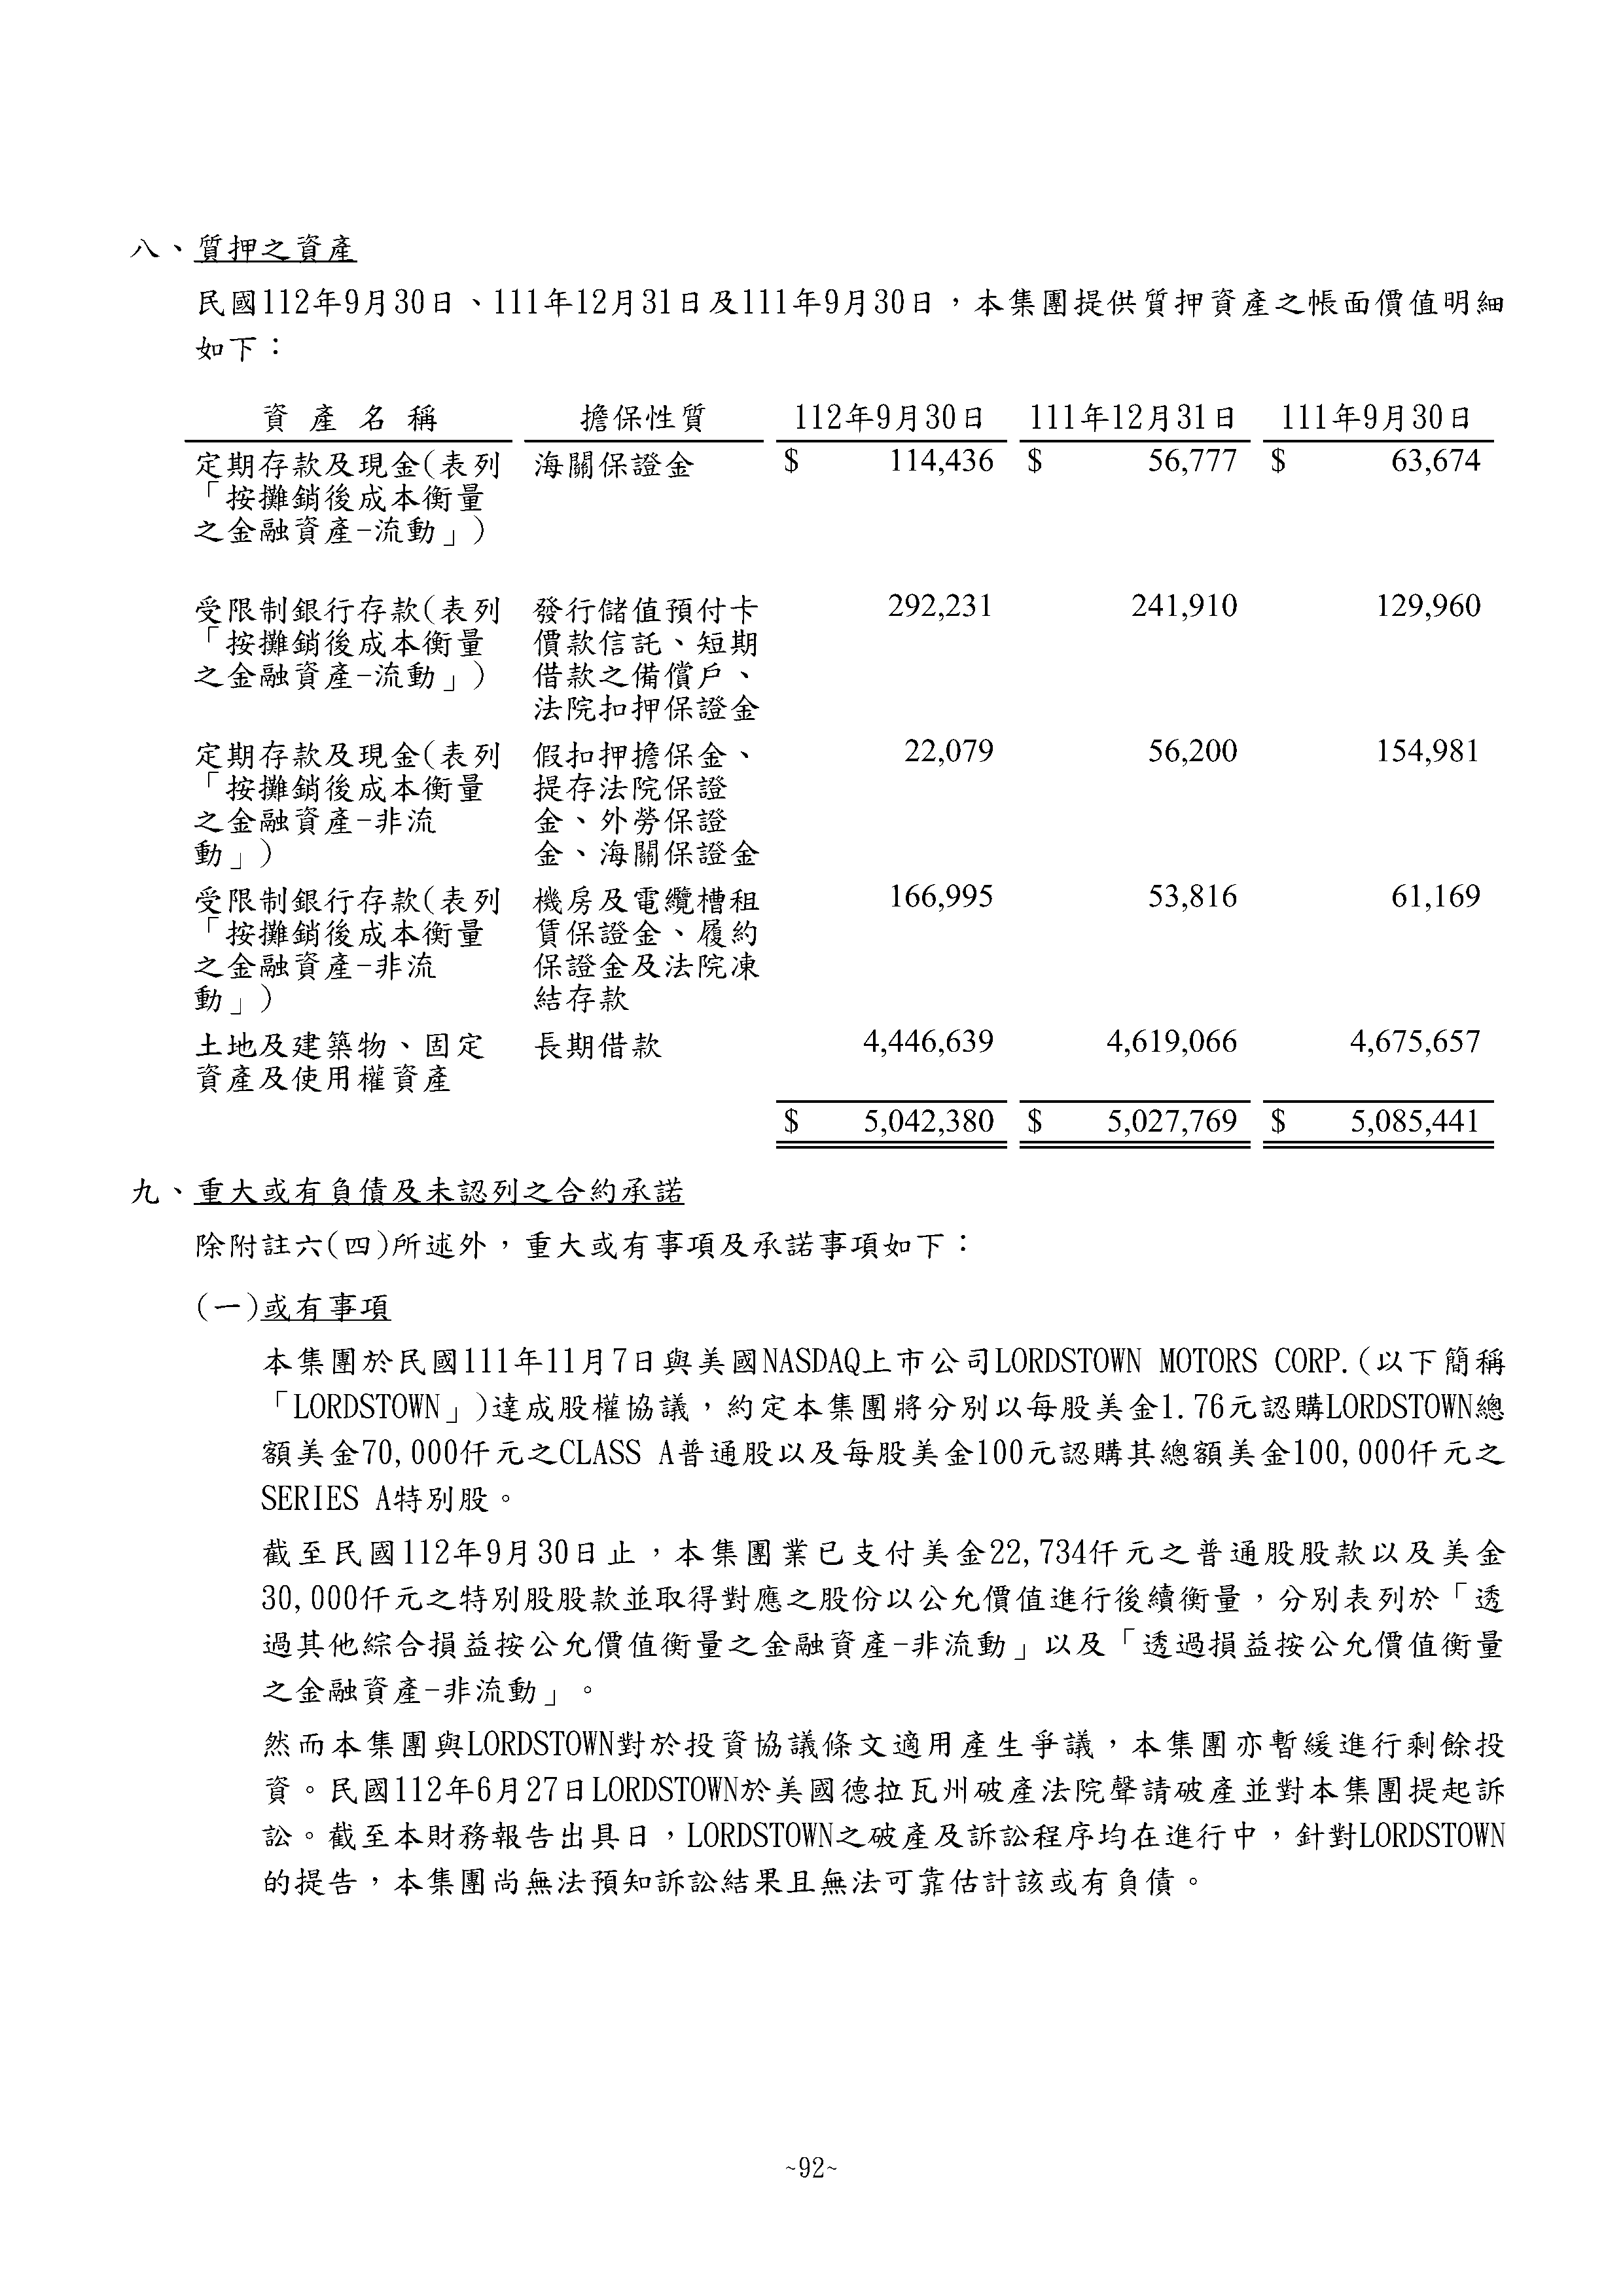 八、質押之資產
民國112年9月30日、111年12月31日及111年9月30日，本集團提供質押資產之帳面價值明細
如下：
資 產 名 稱 擔保性質 112年9月30日 111年12月31日 111年9月30日
定期存款及現金(表列 海關保證金 $ 114,436 $ 56,777 $ 63,674
「按攤銷後成本衡量
之金融資產-流動」)
受限制銀行存款(表列 發行儲值預付卡 292,231 241,910 129,960
「按攤銷後成本衡量 價款信託、短期
之金融資產-流動」) 借款之備償戶、
法院扣押保證金
定期存款及現金(表列 假扣押擔保金、 22,079 56,200 154,981
「按攤銷後成本衡量 提存法院保證
之金融資產-非流 金、外勞保證
動」) 金、海關保證金
受限制銀行存款(表列 機房及電纜槽租 166,995 53,816 61,169
「按攤銷後成本衡量 賃保證金、履約
之金融資產-非流 保證金及法院凍
動」) 結存款
土地及建築物、固定 長期借款 4,446,639 4,619,066 4,675,657
資產及使用權資產
$ 5,042,380 $ 5,027,769 $ 5,085,441
九、重大或有負債及未認列之合約承諾
除附註六(四)所述外，重大或有事項及承諾事項如下：
(一)或有事項
本集團於民國111年11月7日與美國NASDAQ上市公司LORDSTOWN MOTORS CORP.(以下簡稱
「LORDSTOWN」)達成股權協議，約定本集團將分別以每股美金1.76元認購LORDSTOWN總
額美金70,000仟元之CLASS A普通股以及每股美金100元認購其總額美金100,000仟元之
SERIES A特別股。
截至民國112年9月30日止，本集團業已支付美金22,734仟元之普通股股款以及美金
30,000仟元之特別股股款並取得對應之股份以公允價值進行後續衡量，分別表列於「透
過其他綜合損益按公允價值衡量之金融資產-非流動」以及「透過損益按公允價值衡量
之金融資產-非流動」。
然而本集團與LORDSTOWN對於投資協議條文適用產生爭議，本集團亦暫緩進行剩餘投
資。民國112年6月27日LORDSTOWN於美國德拉瓦州破產法院聲請破產並對本集團提起訴
訟。截至本財務報告出具日，LORDSTOWN之破產及訴訟程序均在進行中，針對LORDSTOWN
的提告，本集團尚無法預知訴訟結果且無法可靠估計該或有負債。
~92~